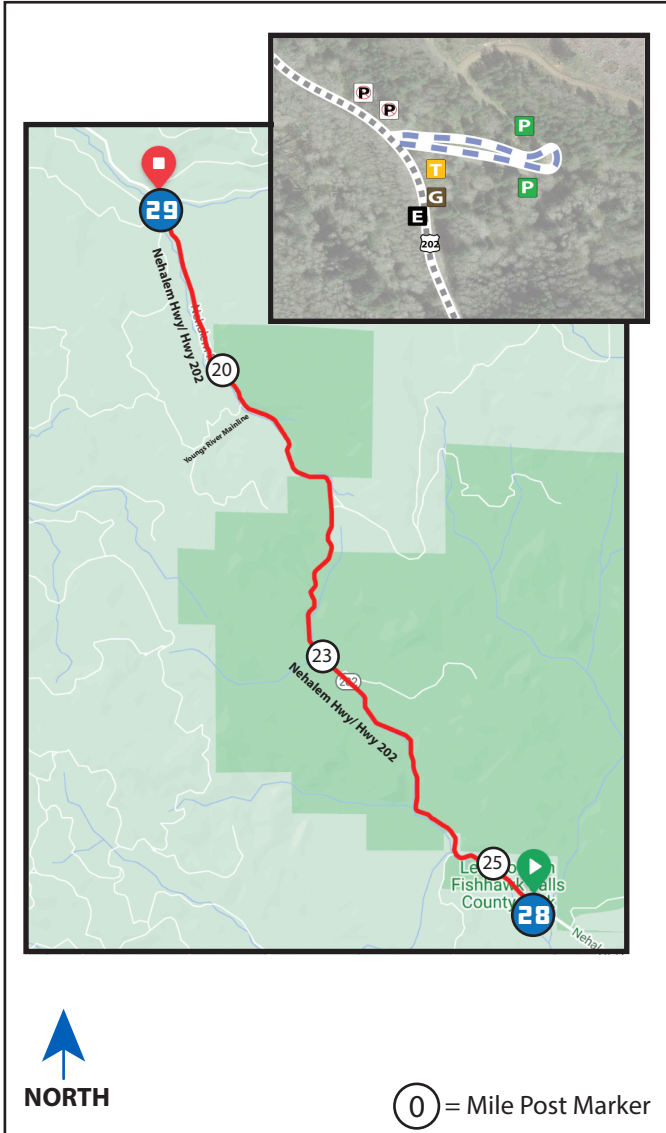 P
P
P
P
T
G
E
202
29
Nehalem Hwy/ Hwy 202
20
Youngs River Mainline
23
202
Nehalem Hwy/ Hwy 202
25
Fishhawk Falls
County
28
NORTH
0 = Mile Post Marker